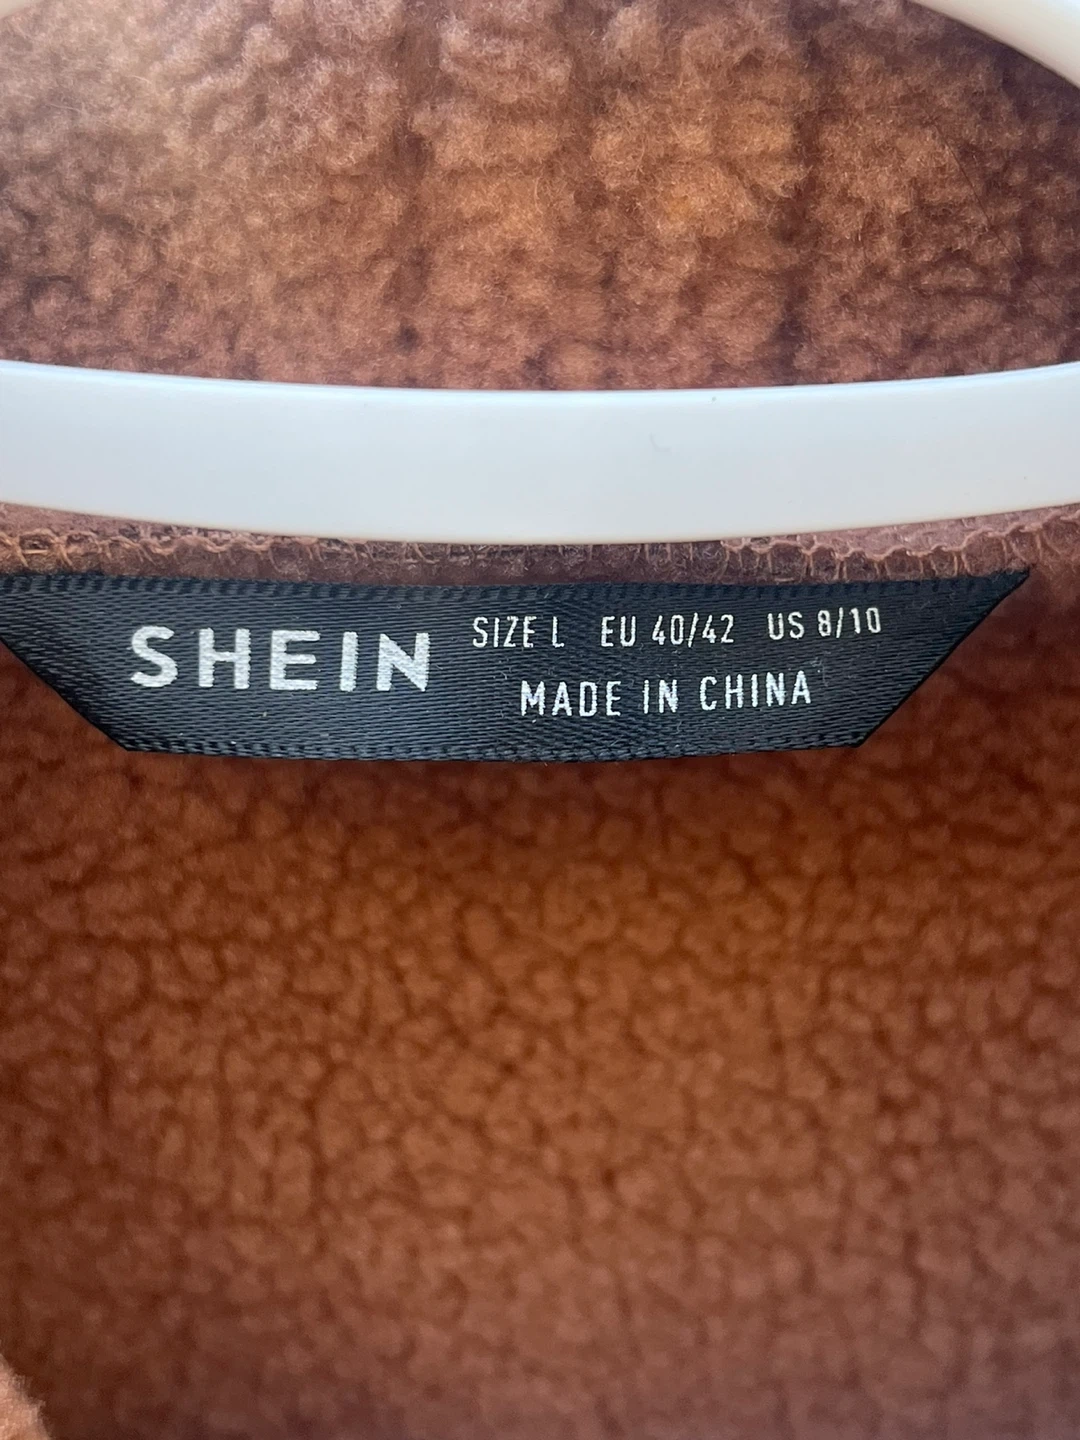 SHEIN
SIZE L EU 40/42 US 8/10
MADE IN CHINA